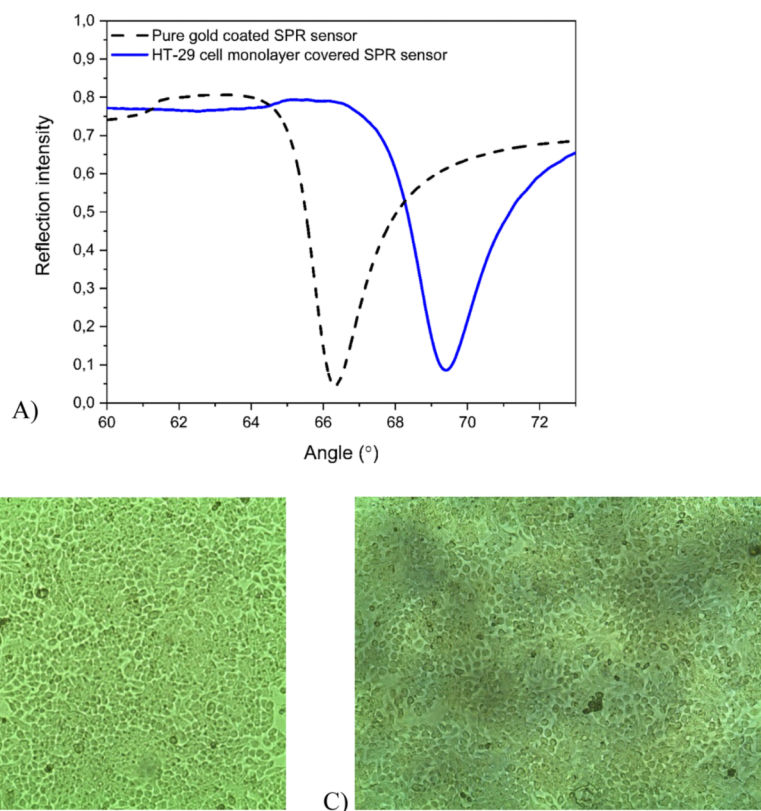 1,0
Pure gold coated SPR sensor
HT-29 cell monolayer covered SPR sensor
0,9
0,8
0,7
0,6
0,5
0,4
0,3
0,2
0,1
0,0
Reflection intensity
60 62 64 66 68 70 72
Angle (°)
A)
C)